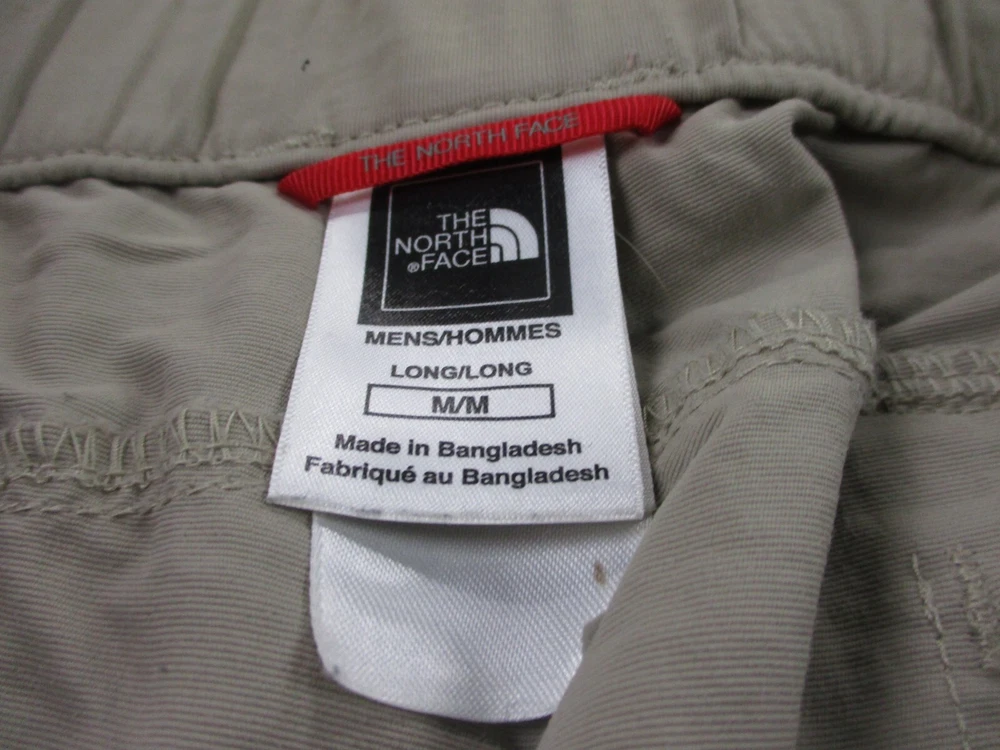 THE NORTH FACE
THE
NORTH
®FACE
MENS/HOMMES
LONG/LONG
M/M
Made in Bangladesh
Fabriqué au Bangladesh